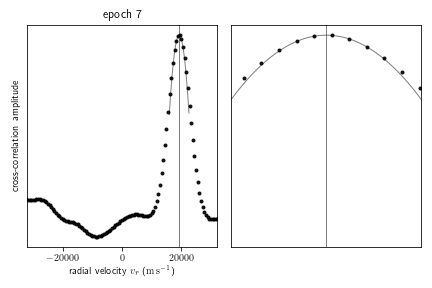 epoch 7
cross-correlation amplitude
−20000 0 20000
radial velocity $v_r$ (m s$^{-1}$)